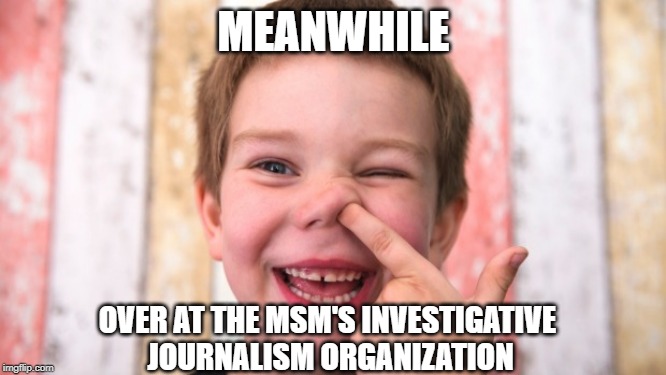 MEANWHILE
OVER AT THE MSM'S INVESTIGATIVE
JOURNALISM ORGANIZATION
imgflip.com